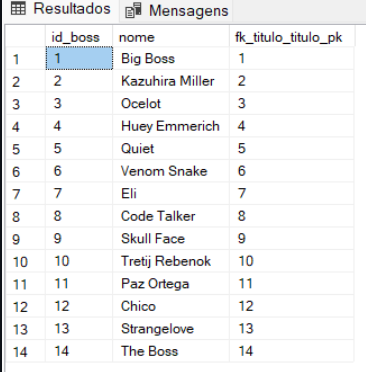 Resultados Mensagens
id_boss nome fk_titulo_titulo_pk
1 1 Big Boss 1
2 2 Kazuhira Miller 2
3 3 Ocelot 3
4 4 Huey Emmerich 4
5 5 Quiet 5
6 6 Venom Snake 6
7 7 Eli 7
8 8 Code Talker 8
9 9 Skull Face 9
10 10 Tretij Rebenok 10
11 11 Paz Ortega 11
12 12 Chico 12
13 13 Strangelove 13
14 14 The Boss 14